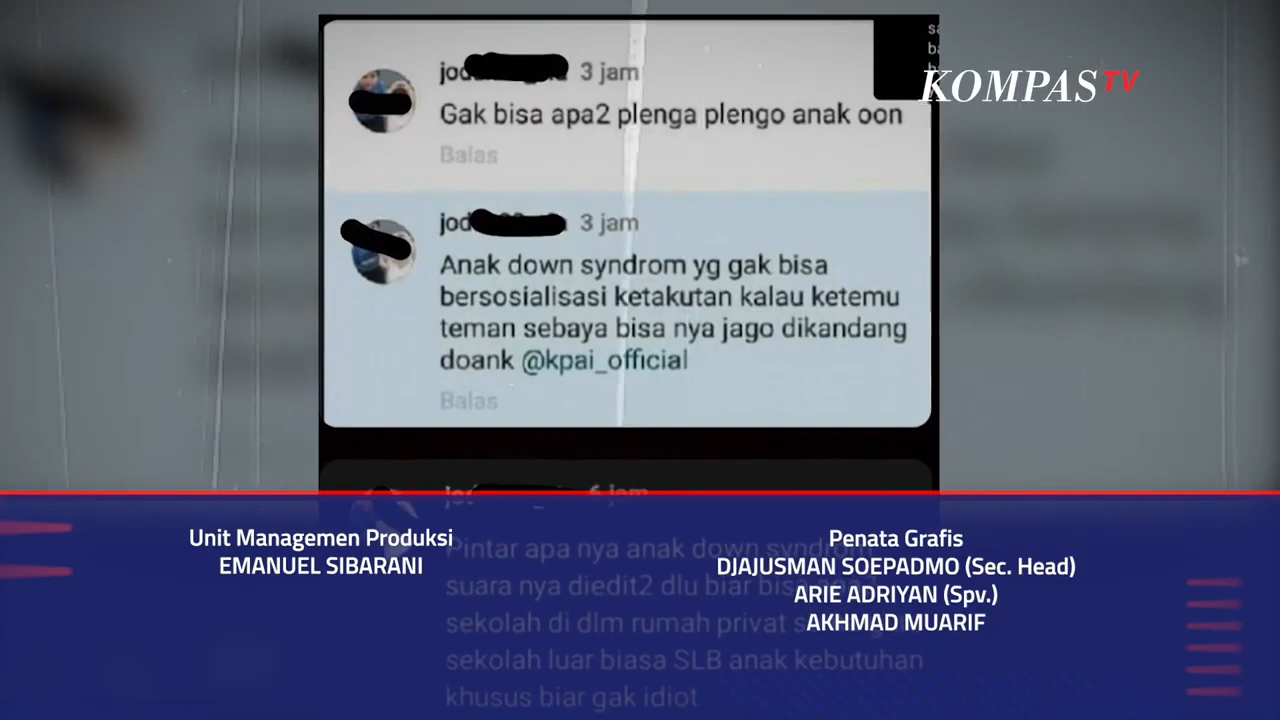 KOMPASTV
3 jam
Gak bisa apa2 plenga plengo anak oon
Balas
3 jam
Anak down syndrom yg gak bisa
bersosialisasi ketakutan kalau ketemu
teman sebaya bisa nya jago dikandang
doank @kpai_official
Balas
6 jam
Pintar apa nya anak down syndrom
suara nya diedit2 dlu biar bisa
sekolah di dlm rumah privat
sekolah luar biasa SLB anak kebutuhan
khusus biar gak idiot
Unit Managemen Produksi
EMANUEL SIBARANI
Penata Grafis
DJAJUSMAN SOEPADMO (Sec. Head)
ARIE ADRIYAN (Spv.)
AKHMAD MUARIF